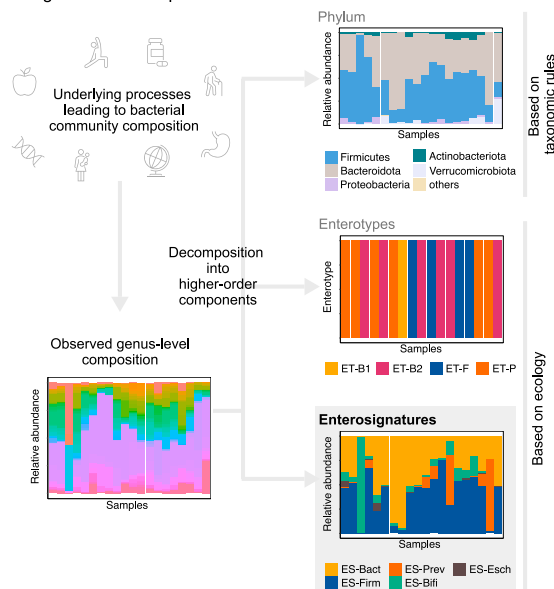 Underlying processes
leading to bacterial
community composition
Phylum
Relative abundance
Samples
Firmicutes
Actinobacteriota
Bacteroidota
Verrucomicrobiota
Proteobacteria
others
Based on
taxonomic rules
Decomposition
into
higher-order
components
Enterotypes
Enterotype
Samples
ET-B1
ET-B2
ET-F
ET-P
Observed genus-level
composition
Relative abundance
Samples
Enterosignatures
Relative abundance
Samples
ES-Bact
ES-Prev
ES-Esch
ES-Firm
ES-Bifi
Based on ecology